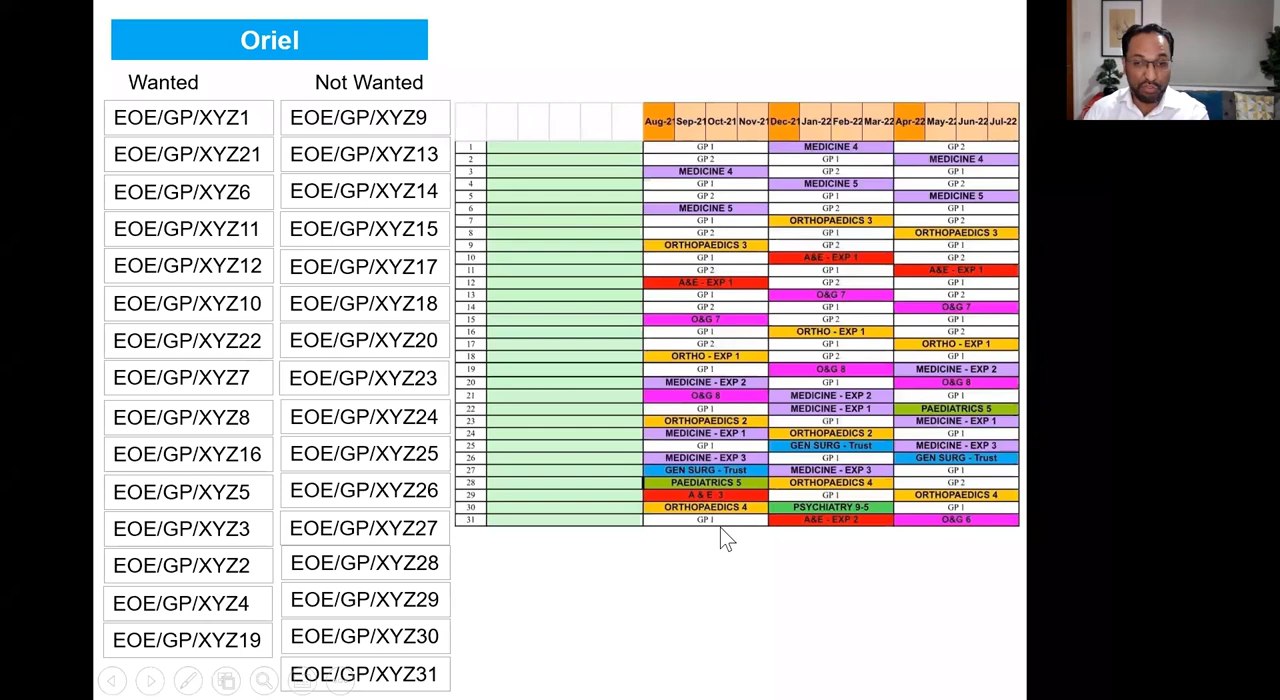 Oriel
Wanted
Not Wanted
EOE/GP/XYZ1
EOE/GP/XYZ21
EOE/GP/XYZ6
EOE/GP/XYZ11
EOE/GP/XYZ12
EOE/GP/XYZ10
EOE/GP/XYZ22
EOE/GP/XYZ7
EOE/GP/XYZ8
EOE/GP/XYZ16
EOE/GP/XYZ5
EOE/GP/XYZ3
EOE/GP/XYZ2
EOE/GP/XYZ4
EOE/GP/XYZ19
EOE/GP/XYZ9
EOE/GP/XYZ13
EOE/GP/XYZ14
EOE/GP/XYZ15
EOE/GP/XYZ17
EOE/GP/XYZ18
EOE/GP/XYZ20
EOE/GP/XYZ23
EOE/GP/XYZ24
EOE/GP/XYZ25
EOE/GP/XYZ26
EOE/GP/XYZ27
EOE/GP/XYZ28
EOE/GP/XYZ29
EOE/GP/XYZ30
EOE/GP/XYZ31
Aug-21 Sep-21 Oct-21 Nov-21 Dec-21 Jan-22 Feb-22 Mar-22 Apr-22 May-22 Jun-22 Jul-22
1 GP 1 MEDICINE 4 GP 2
2 GP 2 GP 1 MEDICINE 4
3 MEDICINE 4 GP 2 GP 1
4 GP 1 MEDICINE 5 GP 2
5 GP 2 GP 1 MEDICINE 5
6 MEDICINE 5 GP 2 GP 1
7 GP 1 ORTHOPAEDICS 3 GP 2
8 GP 2 GP 1 ORTHOPAEDICS 3
9 ORTHOPAEDICS 3 GP 2 GP 1
10 GP 1 A&E - EXP 1 GP 2
11 GP 2 GP 1 A&E - EXP 1
12 A&E - EXP 1 GP 2 GP 1
13 GP 1 O&G 7 GP 2
14 GP 2 GP 1 O&G 7
15 O&G 7 GP 2 GP 1
16 GP 1 ORTHO - EXP 1 GP 2
17 GP 2 GP 1 ORTHO - EXP 1
18 ORTHO - EXP 1 GP 2 GP 1
19 GP 1 O&G 8 MEDICINE - EXP 2
20 MEDICINE - EXP 2 GP 1 O&G 8
21 O&G 8 MEDICINE - EXP 2 GP 1
22 GP 1 MEDICINE - EXP 1 PAEDIATRICS 5
23 ORTHOPAEDICS 2 GP 1 MEDICINE - EXP 1
24 MEDICINE - EXP 1 ORTHOPAEDICS 2 GP 1
25 GP 1 GEN SURG - Trust MEDICINE - EXP 3
26 MEDICINE - EXP 3 GP 1 GEN SURG - Trust
27 GEN SURG - Trust MEDICINE - EXP 3 GP 1
28 PAEDIATRICS 5 ORTHOPAEDICS 4 GP 2
29 A & E 3 GP 1 ORTHOPAEDICS 4
30 ORTHOPAEDICS 4 PSYCHIATRY 9-5 GP 1
31 GP 1 A&E - EXP 2 O&G 6